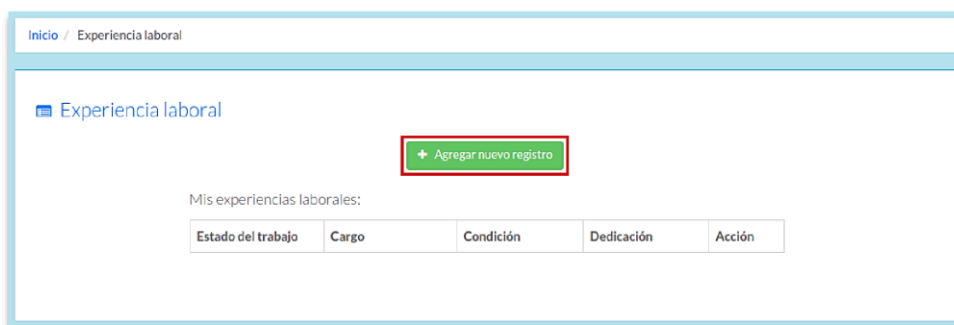 Inicio / Experiencia laboral
Experiencia laboral
+ Agregar nuevo registro
Mis experiencias laborales:
Estado del trabajo Cargo Condición Dedicación Acción